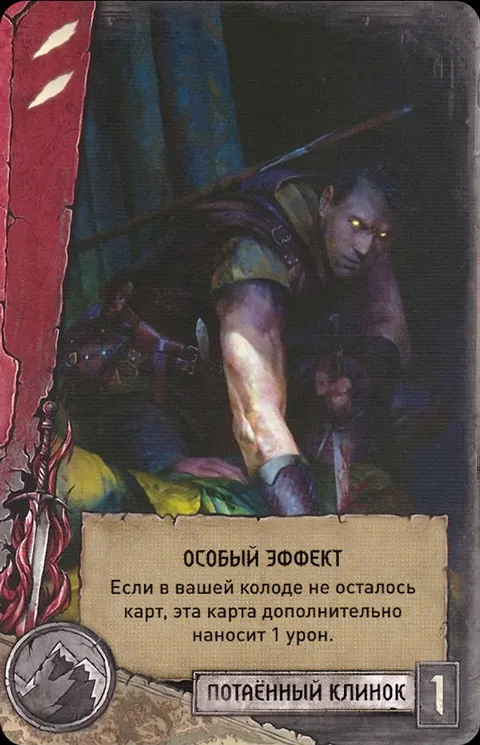 ОСОБЫЙ ЭФФЕКТ
Если в вашей колоде не осталось
карт, эта карта дополнительно
наносит 1 урон.
ПОТАЁННЫЙ КЛИНОК
1